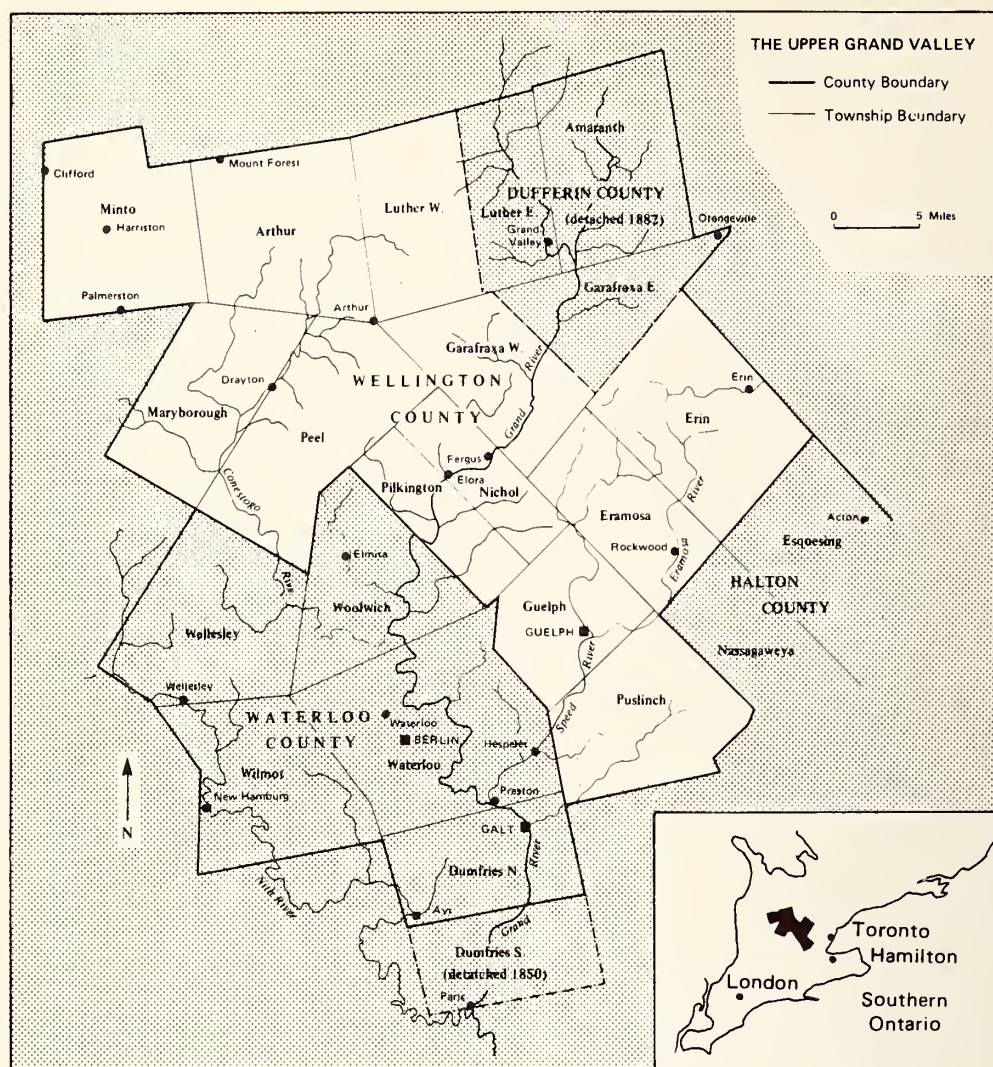 THE UPPER GRAND VALLEY
County Boundary
Township Boundary
0 5 Miles
Amaranth
DUFFERIN COUNTY
(detached 1882)
Luther E.
Grand
Valley
Orangeville
Garafroxa E.
Clifford
Mount Forest
Minto
Harriston
Arthur
Luther W.
Palmerston
Arthur
Garafraxa W.
River
Grand
Drayton
WELLINGTON
COUNTY
Maryborough
Peel
Erin
Erin
Fergus
Elora
Pilkington
Nichol
Conestogo
River
Eramosa
River
Rockwood
Eramosa
Acton
Esquesing
HALTON
COUNTY
Nassagaweya
Elmira
Woolwich
Wellesley
Wellesley
Guelph
GUELPH
River
Speed
Puslinch
WATERLOO
COUNTY
Waterloo
BERLIN
Waterloo
Hespeler
Wilmot
New Hamburg
Preston
GALT
River
Dumfries N.
Nith River
Ayr
Grand
Dumfries S.
(detatched 1850)
Paris
N
Toronto
Hamilton
London
Southern
Ontario